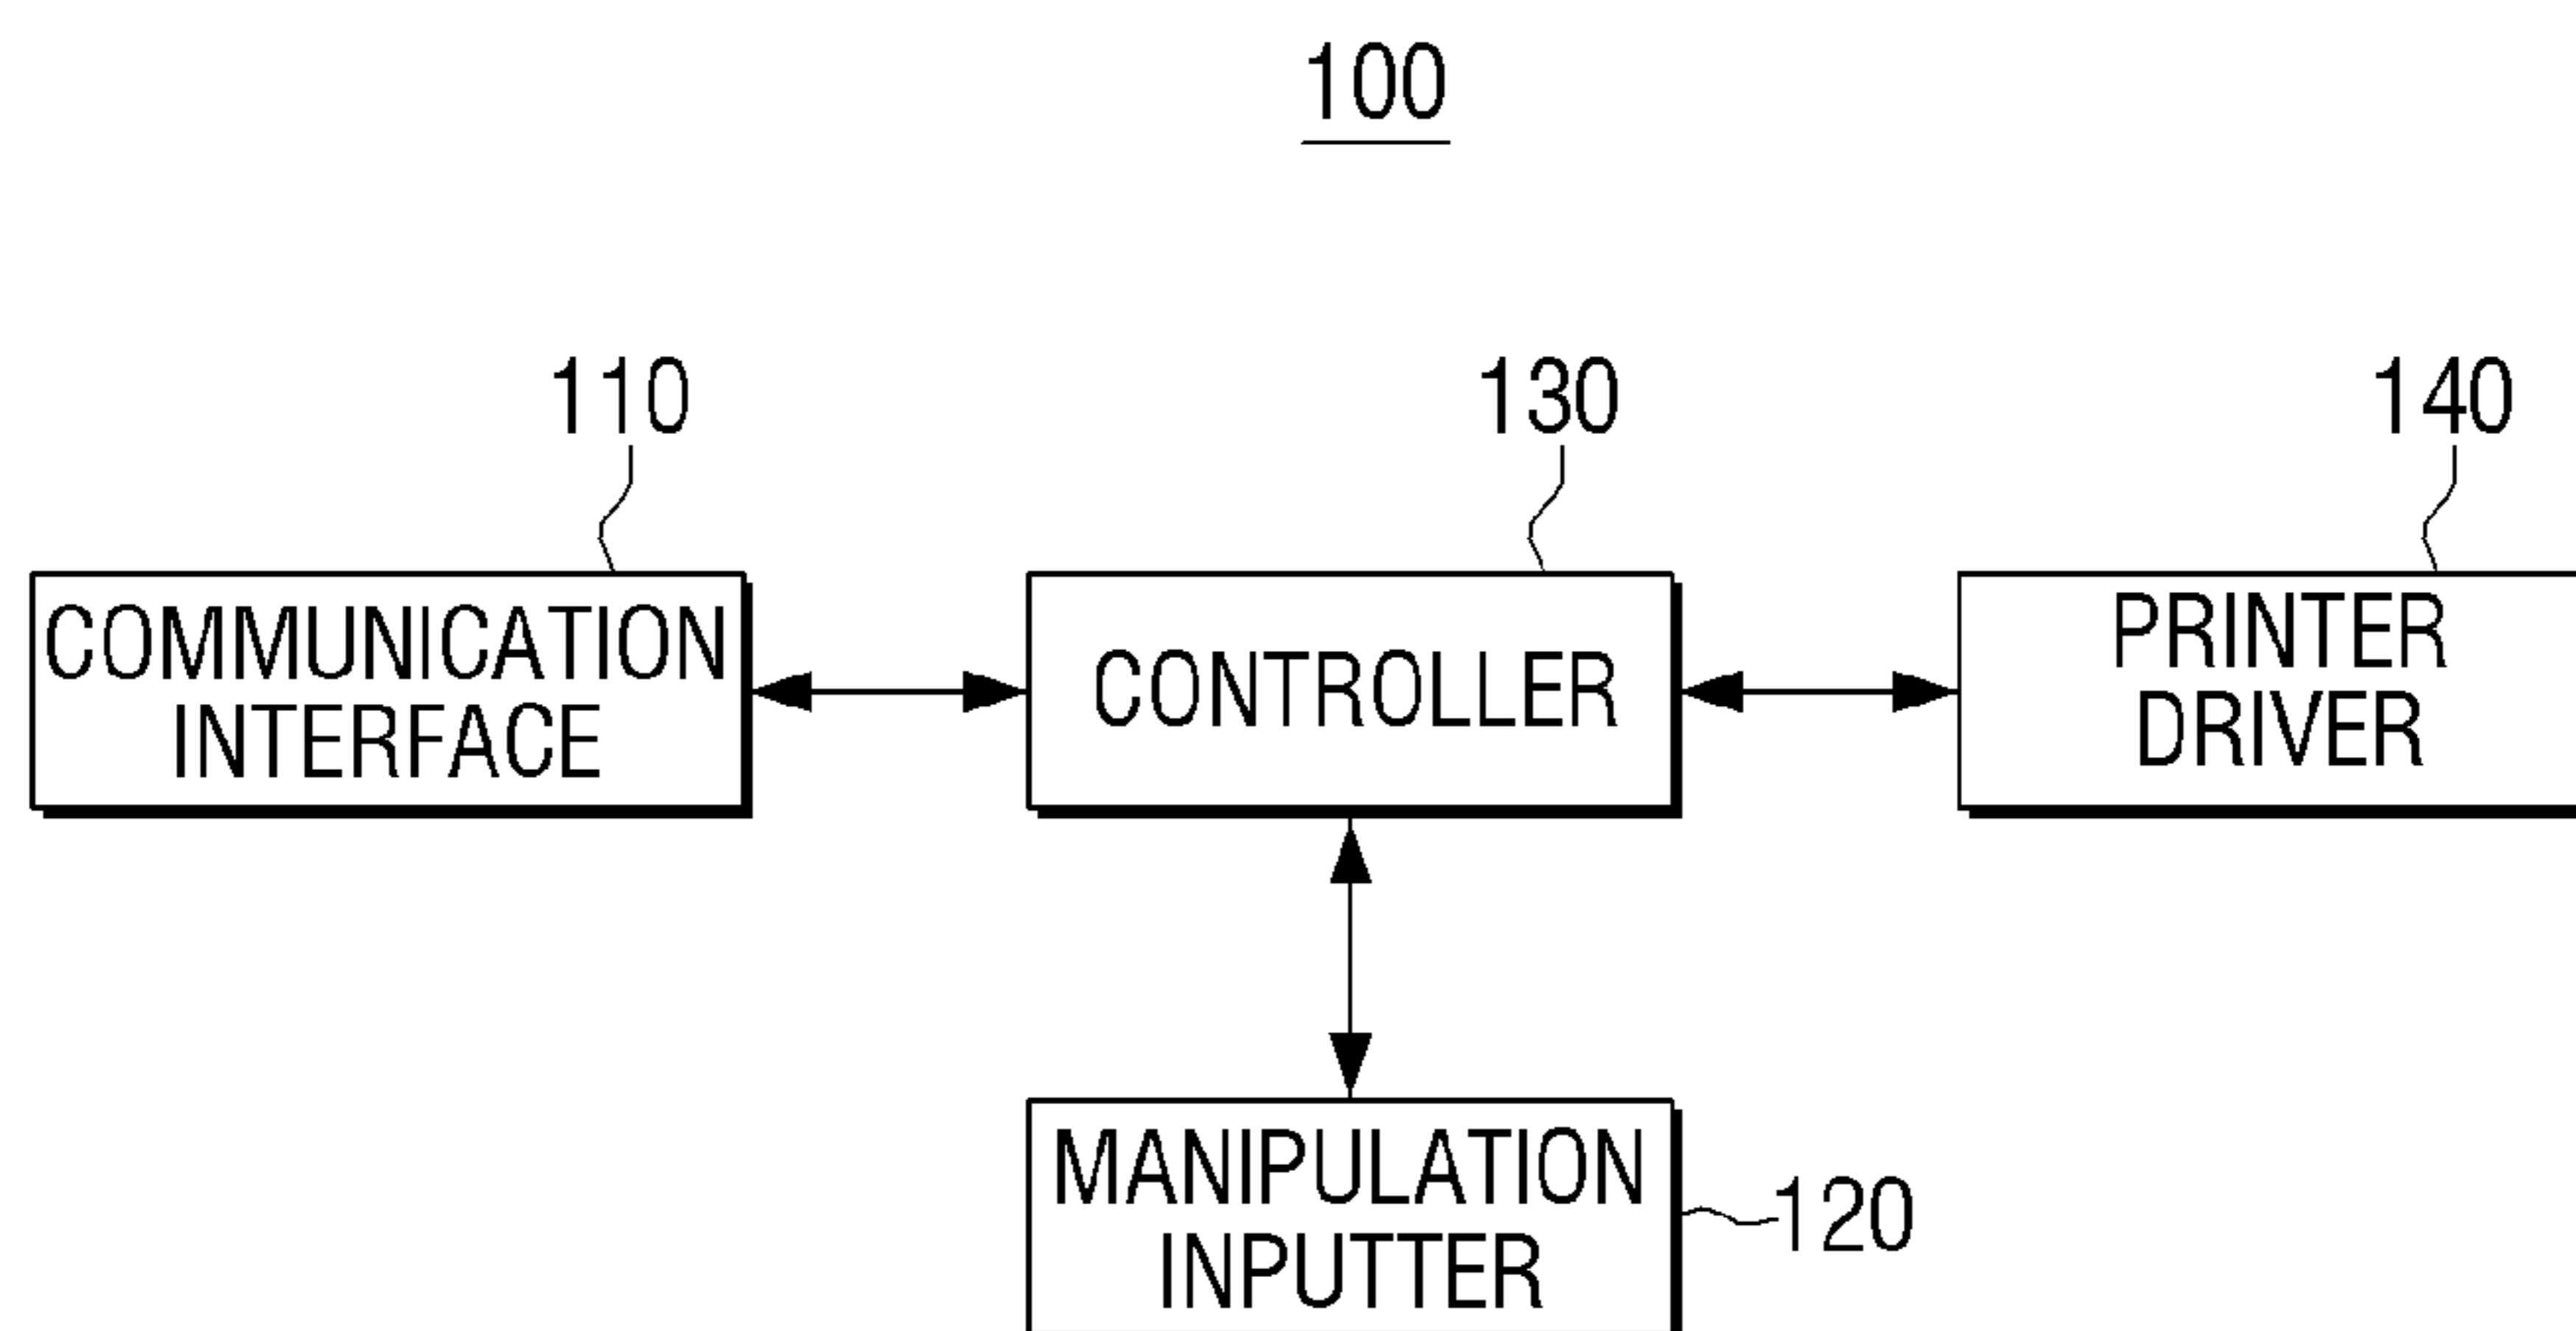 100
110
130
140
COMMUNICATION
INTERFACE
CONTROLLER
PRINTER
DRIVER
MANIPULATION
INPUTTER
120